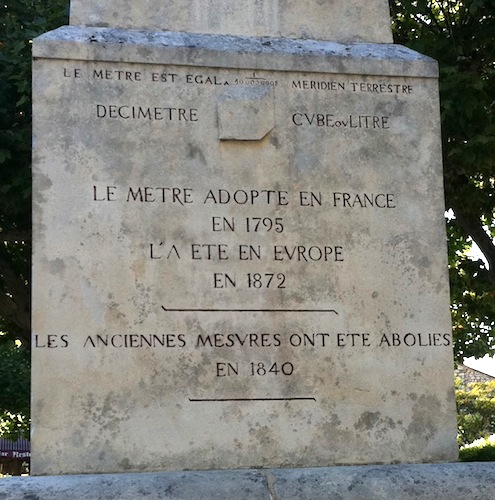 LE METRE EST EGAL A MERIDIEN TERRESTRE
DECIMETRE CVBE OU LITRE
LE METRE ADOPTE EN FRANCE
EN 1795
L'A ETE EN EVROPE
EN 1872
LES ANCIENNES MESVRES ONT ETE ABOLIES
EN 1840